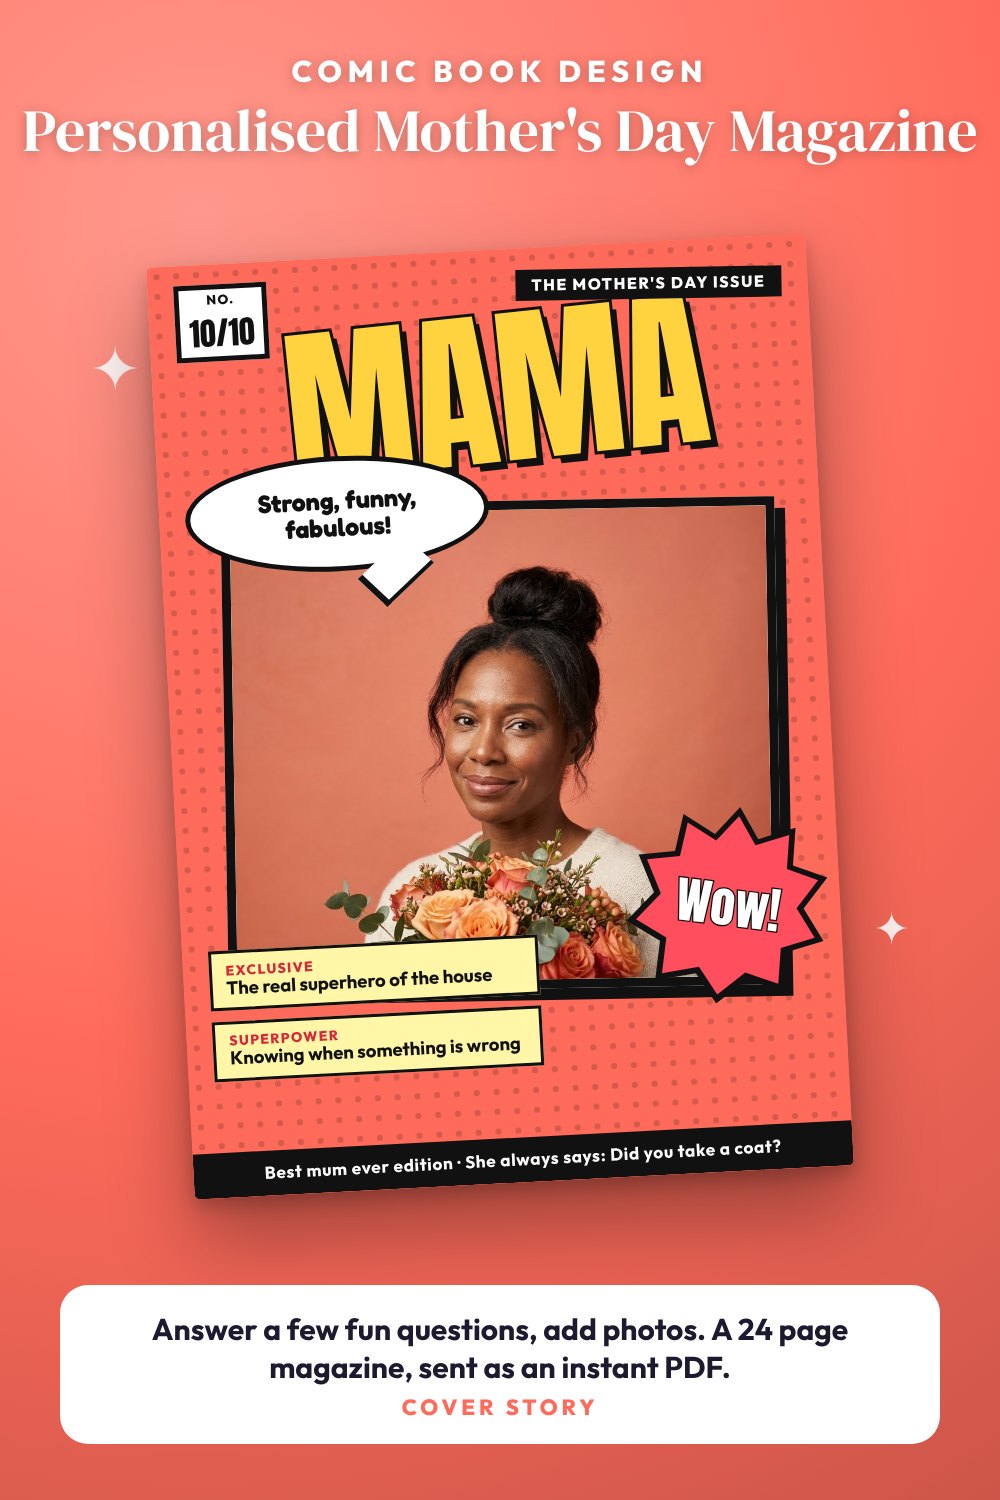 COMIC BOOK DESIGN
Personalised Mother's Day Magazine
NO.
10/10
THE MOTHER'S DAY ISSUE
MAMA
Strong, funny,
fabulous!
Wow!
EXCLUSIVE
The real superhero of the house
SUPERPOWER
Knowing when something is wrong
Best mum ever edition · She always says: Did you take a coat?
Answer a few fun questions, add photos. A 24 page
magazine, sent as an instant PDF.
COVER STORY